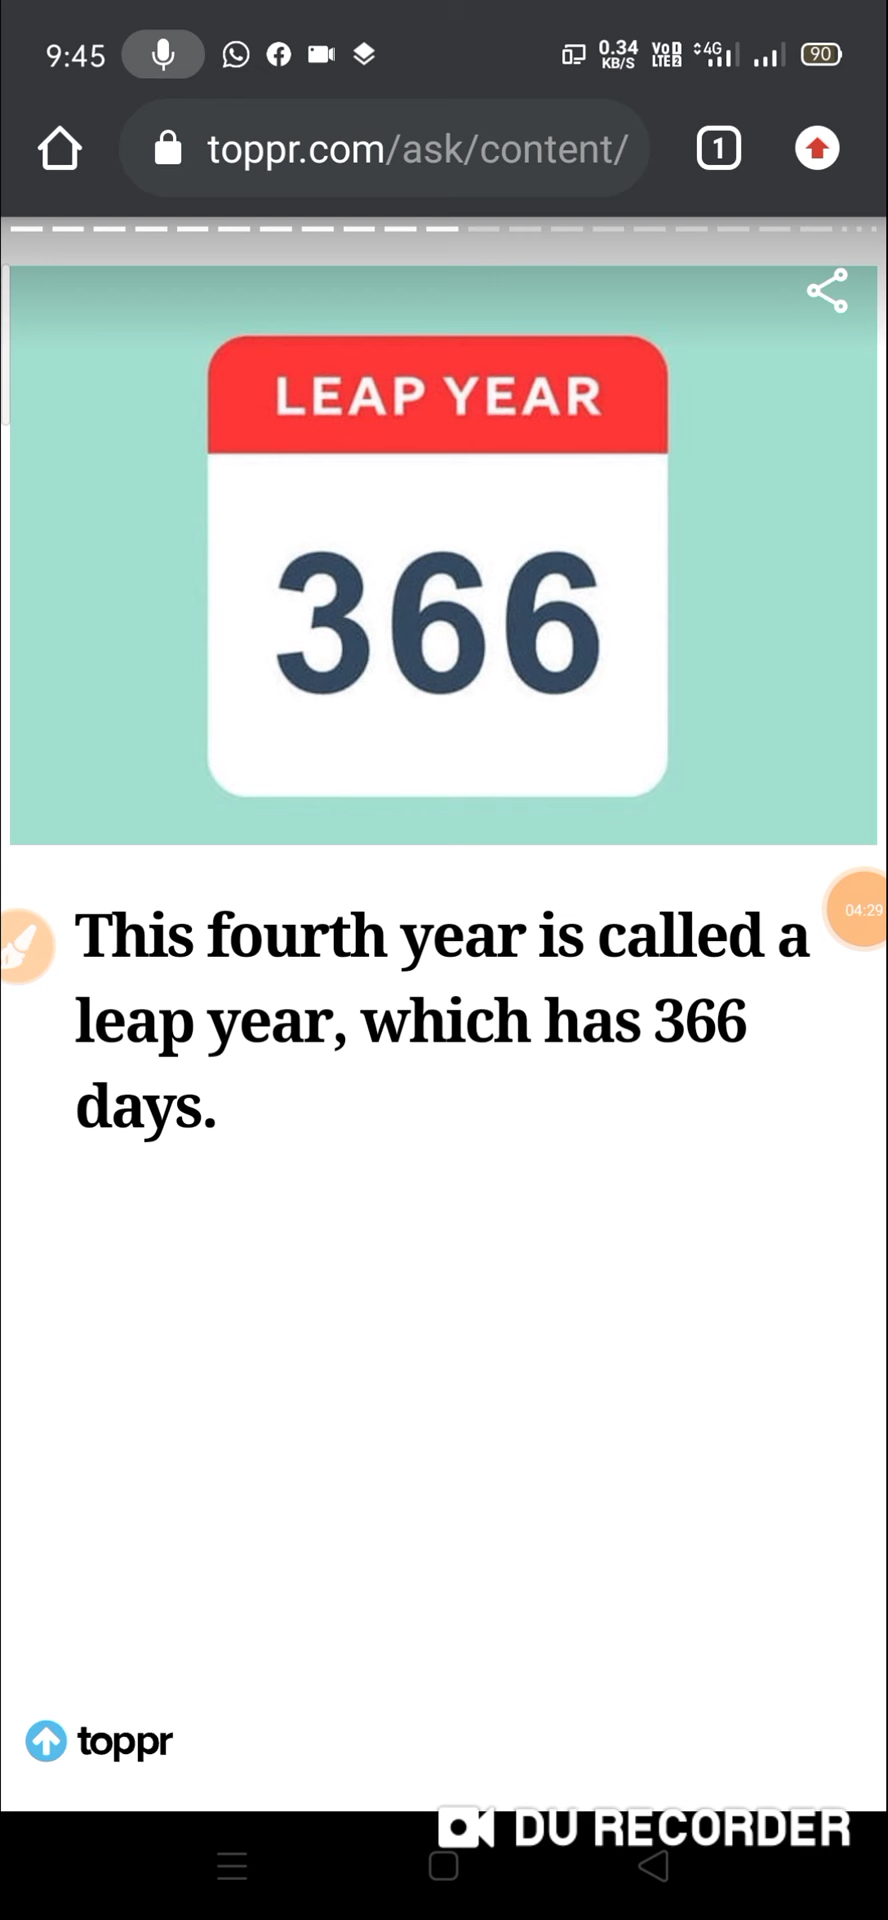 9:45
0.34
KB/S
VoD
LTE2
4G
90
toppr.com/ask/content/
1
LEAP YEAR
366
This fourth year is called a
04:29
leap year, which has 366
days.
toppr
DU RECORDER